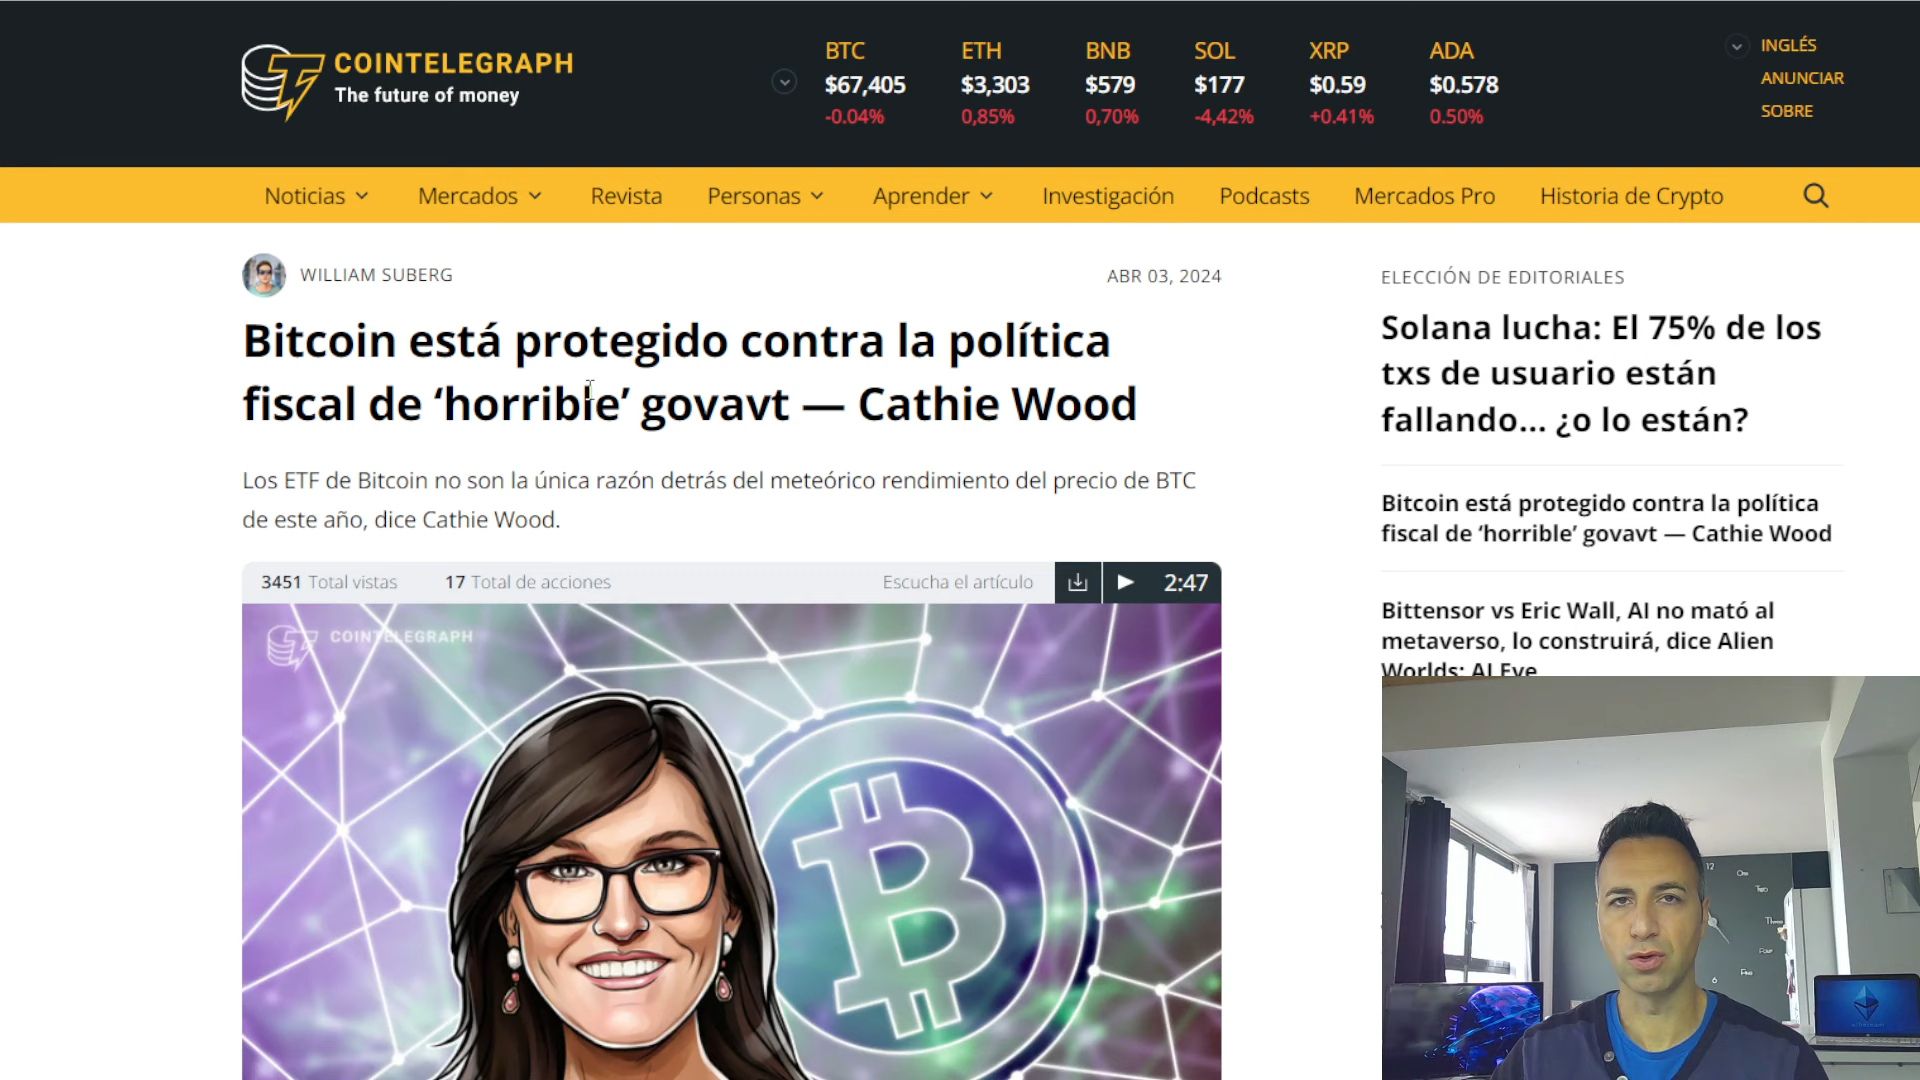 COINTELEGRAPH
The future of money
BTC
$67,405
-0.04%
ETH
$3,303
0,85%
BNB
$579
0,70%
SOL
$177
-4,42%
XRP
$0.59
+0.41%
ADA
$0.578
0.50%
INGLÉS
ANUNCIAR
SOBRE
Noticias
Mercados
Revista
Personas
Aprender
Investigación
Podcasts
Mercados Pro
Historia de Crypto
WILLIAM SUBERG
ABR 03, 2024
Bitcoin está protegido contra la política
fiscal de ‘horrible’ govavt — Cathie Wood
Los ETF de Bitcoin no son la única razón detrás del meteórico rendimiento del precio de BTC
de este año, dice Cathie Wood.
3451 Total vistas
17 Total de acciones
Escucha el artículo
2:47
COINTELEGRAPH
ELECCIÓN DE EDITORIALES
Solana lucha: El 75% de los
txs de usuario están
fallando... ¿o lo están?
Bitcoin está protegido contra la política
fiscal de ‘horrible’ govavt — Cathie Wood
Bittensor vs Eric Wall, AI no mató al
metaverso, lo construirá, dice Alien
Worlds: AI Eye
12
One
Two
Three
Four
Five
6